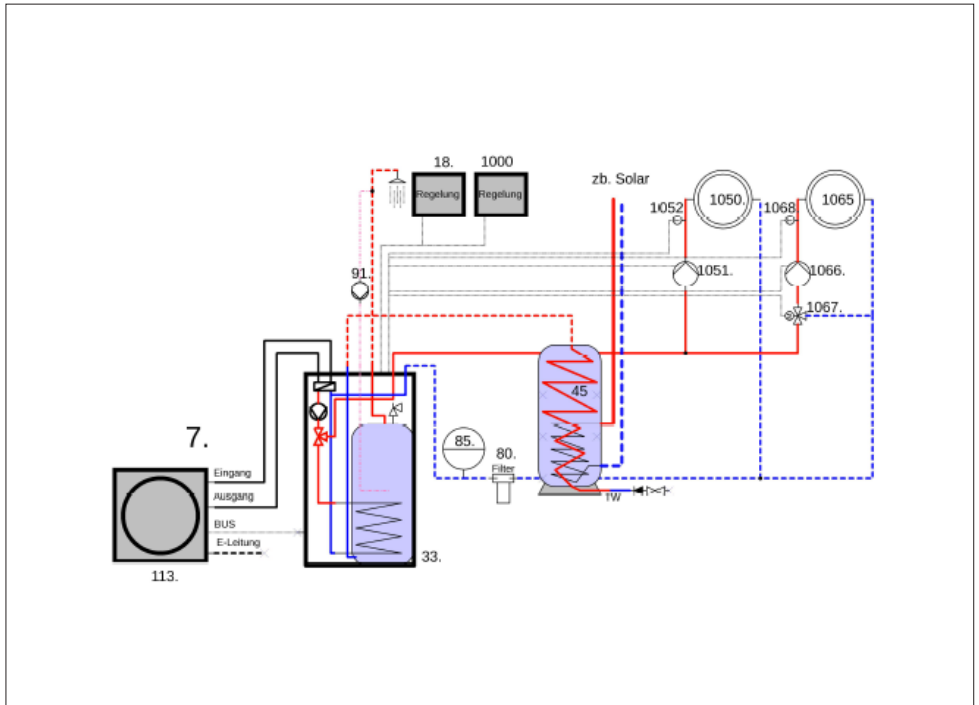 18.
1000
Regelung
Regelung
zb. Solar
1052
1050.
1068
1065
91.
1051.
1066.
1067.
45
7.
85.
80.
Filter
Eingang
Ausgang
TW
BUS
E-Leitung
33.
113.